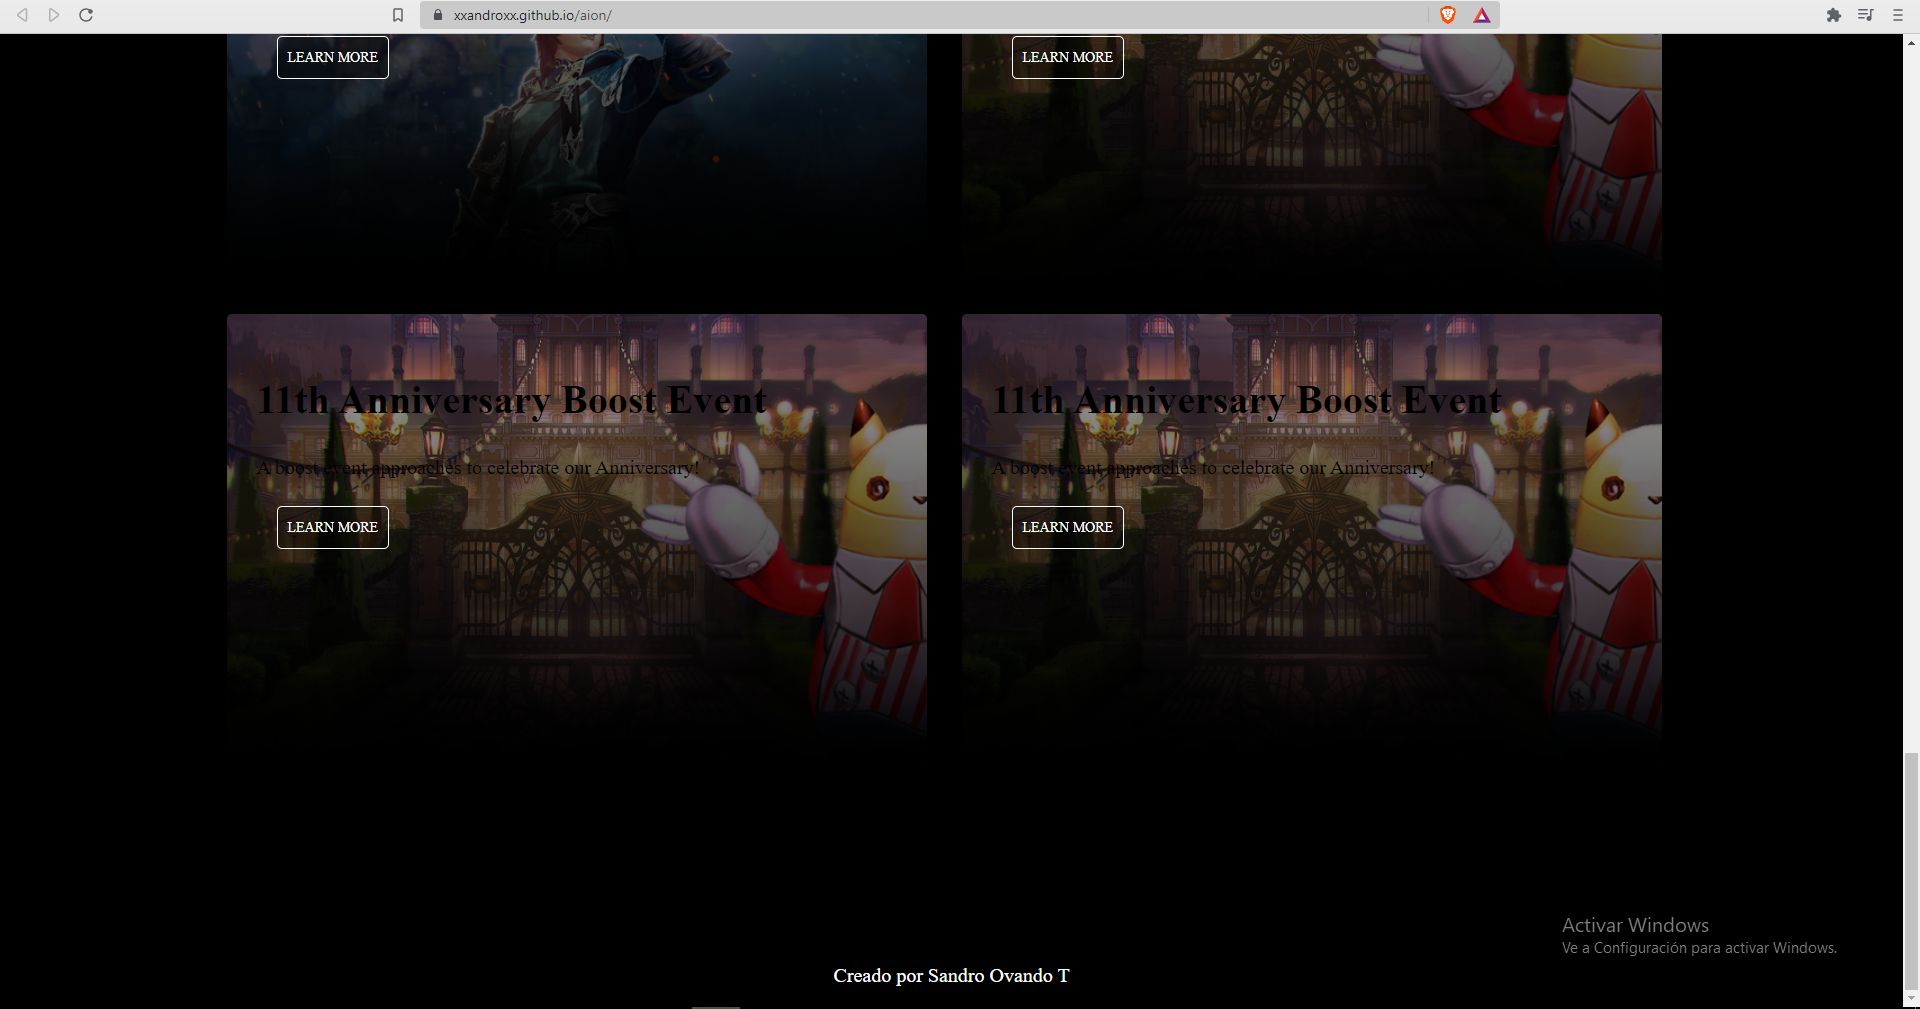 xxandroxx.github.io/aion/
LEARN MORE
LEARN MORE
11th Anniversary Boost Event
A boost event approaches to celebrate our Anniversary!
LEARN MORE
11th Anniversary Boost Event
A boost event approaches to celebrate our Anniversary!
LEARN MORE
Activar Windows
Ve a Configuración para activar Windows.
Creado por Sandro Ovando T